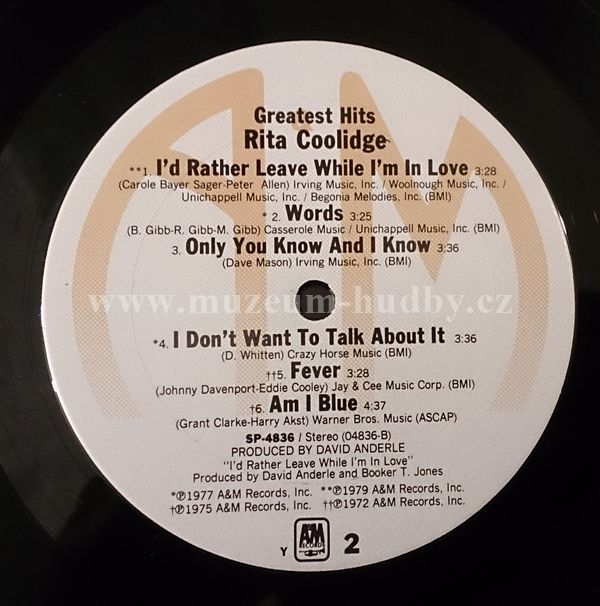 Greatest Hits
Rita Coolidge
**1. I'd Rather Leave While I'm In Love 3:28
(Carole Bayer Sager-Peter Allen) Irving Music, Inc. / Woolnough Music, Inc. /
Unichappell Music, Inc. / Begonia Melodies, Inc. (BMI)
*2. Words 3:25
(B. Gibb-R. Gibb-M. Gibb) Casserole Music / Unichappell Music, Inc. (BMI)
3. Only You Know And I Know 3:36
(Dave Mason) Irving Music, Inc. (BMI)
www.muzeum-hudby.cz
*4. I Don't Want To Talk About It 3:36
(D. Whitten) Crazy Horse Music (BMI)
††5. Fever 3:28
(Johnny Davenport-Eddie Cooley) Jay & Cee Music Corp. (BMI)
†6. Am I Blue 4:37
(Grant Clarke-Harry Akst) Warner Bros. Music (ASCAP)
SP-4836 / Stereo (04836-B)
PRODUCED BY DAVID ANDERLE
"I'd Rather Leave While I'm In Love"
Produced by David Anderle and Booker T. Jones
*℗1977 A&M Records, Inc. **℗1979 A&M Records, Inc.
†℗1975 A&M Records, Inc. ††℗1972 A&M Records, Inc.
Y A&M RECORDS 2